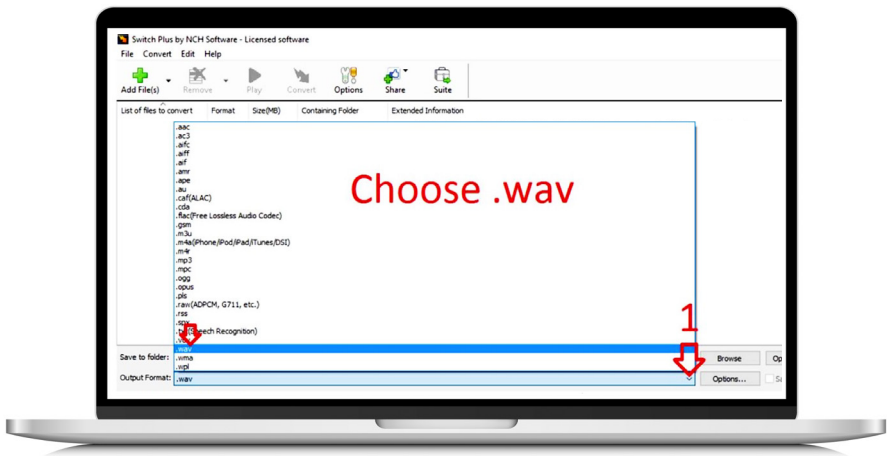 Switch Plus by NCH Software - Licensed software
File Convert Edit Help
Add File(s) Remove Play Convert Options Share Suite
List of files to convert Format Size(MB) Containing Folder Extended Information
.aac
.ac3
.aifc
.aiff
.aif
.amr
.ape
.au
.caf(ALAC)
.cda
.flac(Free Lossless Audio Codec)
.gsm
.m3u
.m4a(iPhone/iPod/iPad/iTunes/DSI)
.m4r
.mp3
.mpc
.ogg
.opus
.pls
.raw(ADPCM, G711, etc.)
.rss
.spx
Speech Recognition)
.wav
.wma
.wpl
Choose .wav
1
Save to folder: Browse Op
Output Format: .wav Options...